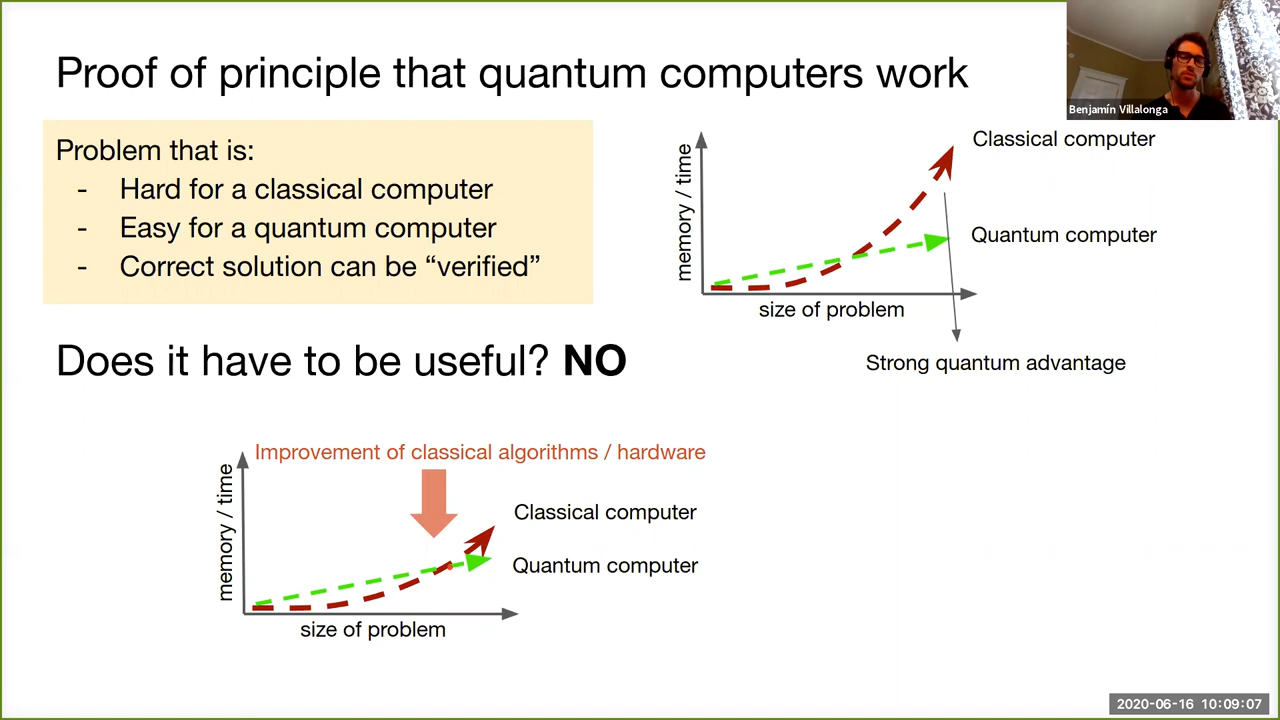 Proof of principle that quantum computers work
Benjamín Villalonga
Problem that is:
- Hard for a classical computer
- Easy for a quantum computer
- Correct solution can be “verified”
memory / time
Classical computer
Quantum computer
size of problem
Strong quantum advantage
Does it have to be useful? NO
Improvement of classical algorithms / hardware
memory / time
Classical computer
Quantum computer
size of problem
2020-06-16 10:09:07